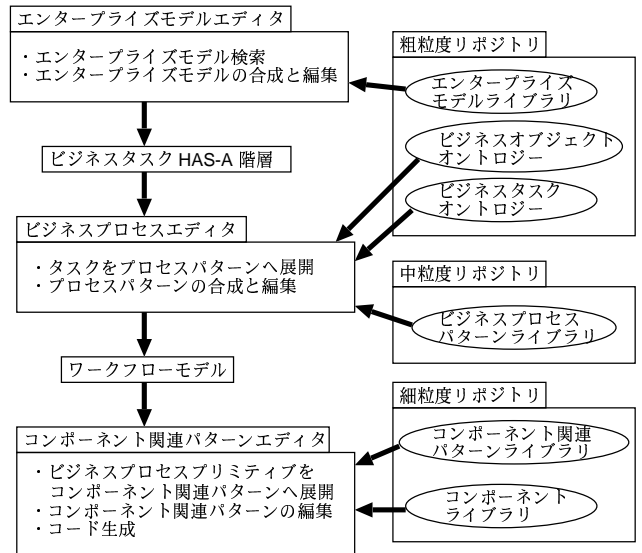 エンタープライズモデルエディタ
・エンタープライズモデル検索
・エンタープライズモデルの合成と編集
ビジネスタスク HAS-A 階層
ビジネスプロセスエディタ
・タスクをプロセスパターンへ展開
・プロセスパターンの合成と編集
ワークフローモデル
コンポーネント関連パターンエディタ
・ビジネスプロセスプリミティブを
コンポーネント関連パターンへ展開
・コンポーネント関連パターンの編集
・コード生成
粗粒度リポジトリ
エンタープライズ
モデルライブラリ
ビジネスオブジェクト
オントロジー
ビジネスタスク
オントロジー
中粒度リポジトリ
ビジネスプロセス
パターンライブラリ
細粒度リポジトリ
コンポーネント関連
パターンライブラリ
コンポーネント
ライブラリ